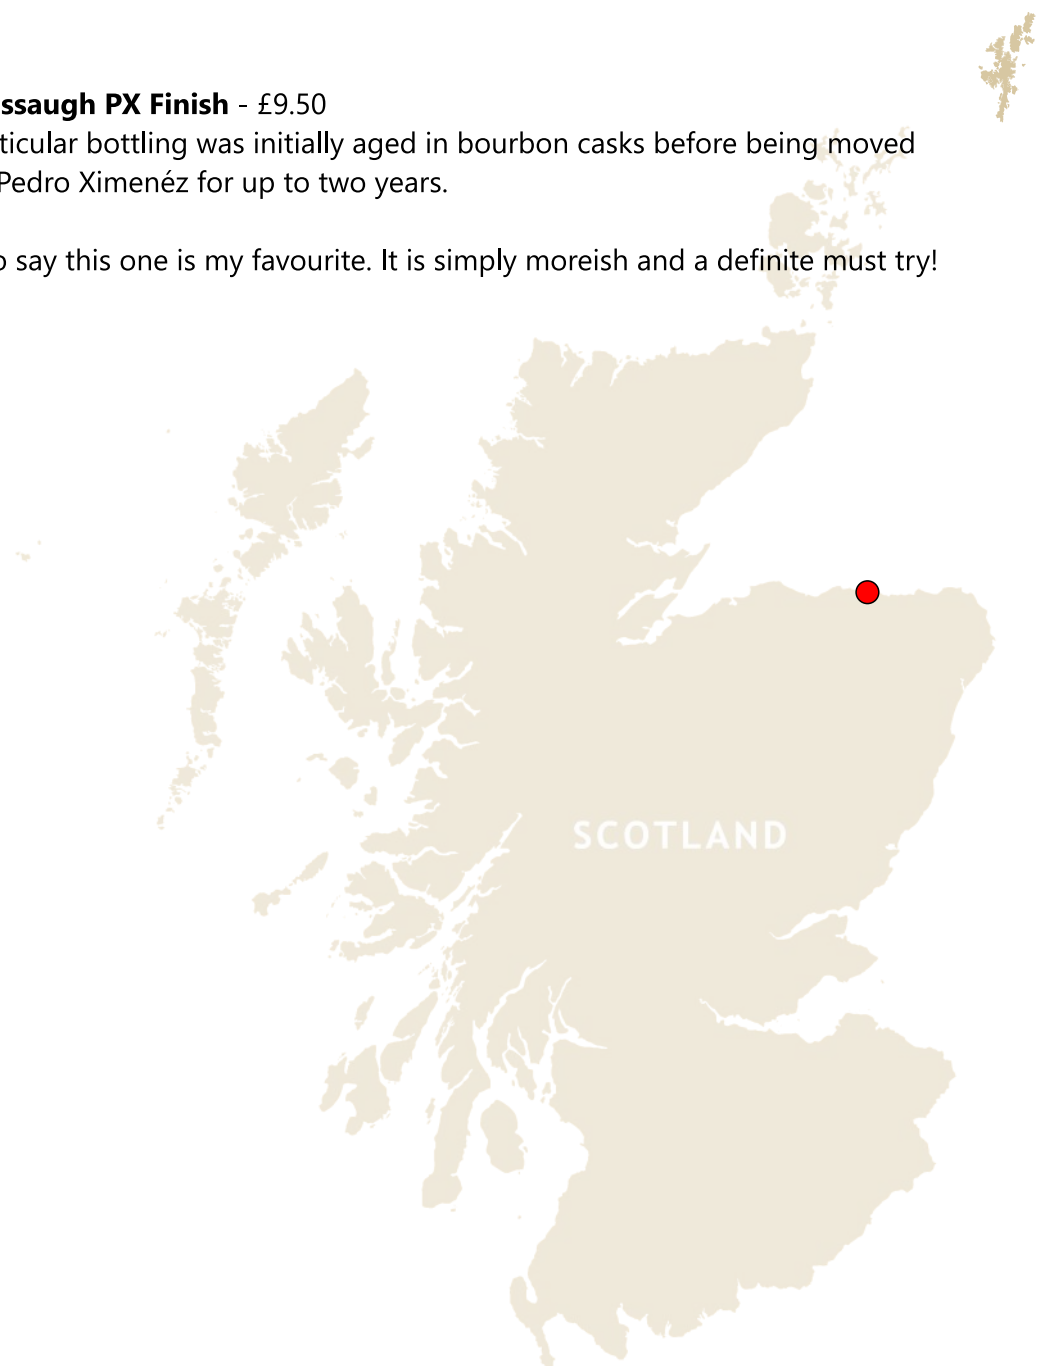 ssaugh PX Finish - £9.50
ticular bottling was initially aged in bourbon casks before being moved
Pedro Ximenéz for up to two years.
o say this one is my favourite. It is simply moreish and a definite must try!
SCOTLAND